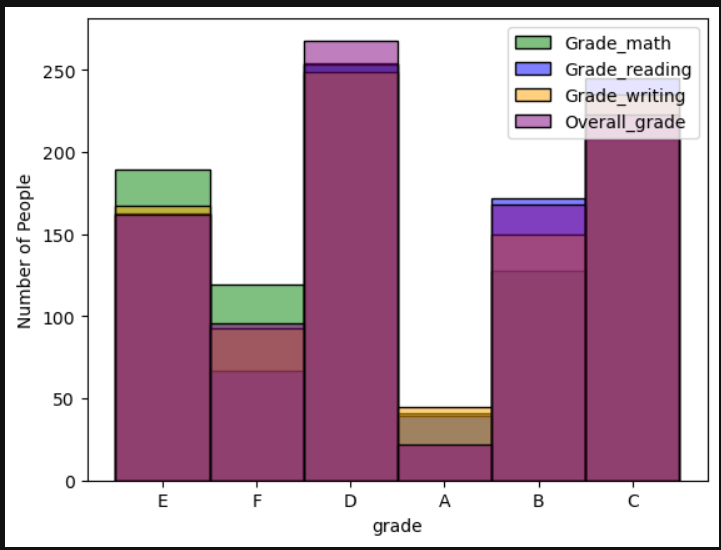 Grade_math
Grade_reading
Grade_writing
Overall_grade
Number of People
250
200
150
100
50
0
E F D A B C
grade